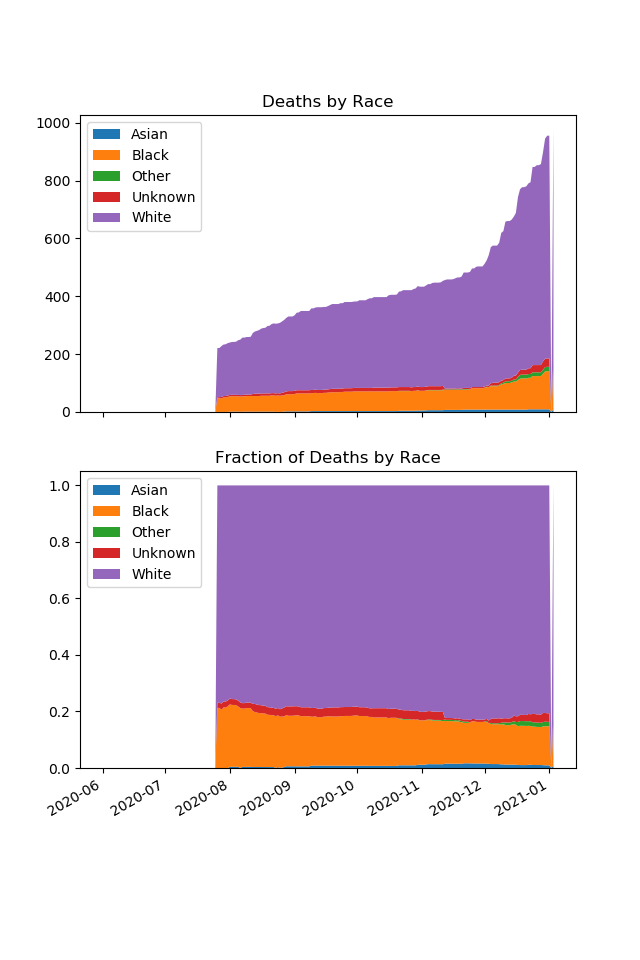 Deaths by Race
1000
800
600
400
200
0
Asian
Black
Other
Unknown
White
Fraction of Deaths by Race
1.0
0.8
0.6
0.4
0.2
0.0
Asian
Black
Other
Unknown
White
2020-06 2020-07 2020-08 2020-09 2020-10 2020-11 2020-12 2021-01